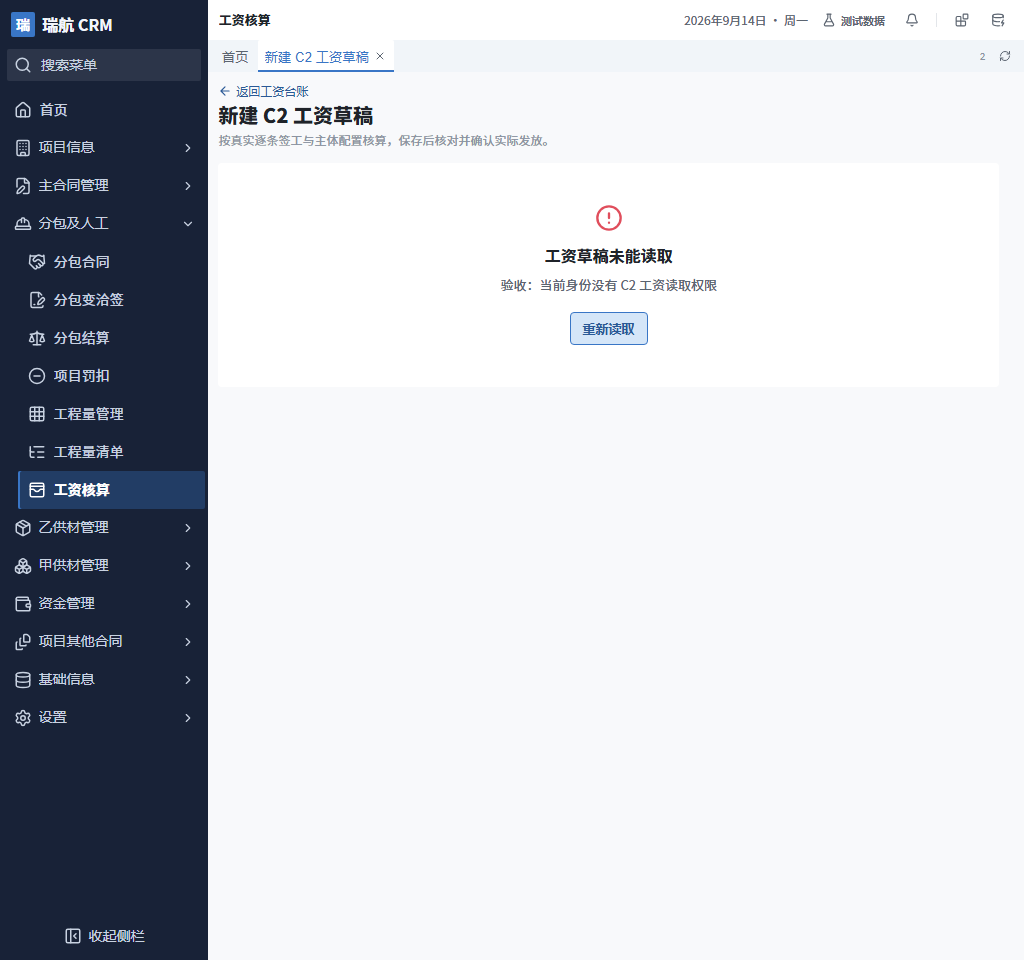 瑞 瑞航 CRM
搜索菜单
首页
项目信息
主合同管理
分包及人工
分包合同
分包变洽签
分包结算
项目罚扣
工程量管理
工程量清单
工资核算
乙供材管理
甲供材管理
资金管理
项目其他合同
基础信息
设置
收起侧栏
工资核算
2026年9月14日 · 周一
测试数据
首页
新建 C2 工资草稿
2
返回工资台账
新建 C2 工资草稿
按真实逐条签工与主体配置核算，保存后核对并确认实际发放。
工资草稿未能读取
验收：当前身份没有 C2 工资读取权限
重新读取